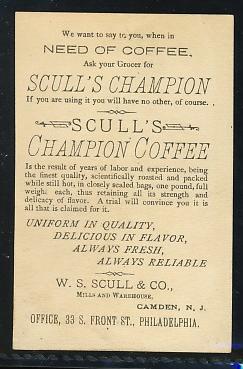 We want to say to you, when in
NEED OF COFFEE,
Ask your Grocer for
SCULL'S CHAMPION
If you are using it you will have no other, of course. .
SCULL'S
CHAMPION COFFEE
Is the result of years of labor and experience, being
the finest quality, scientifically roasted and packed
while still hot, in closely sealed bags, one pound, full
weigh. each, thus retaining all its strength and
delicacy of flavor. A trial will convince you it is
all that is claimed for it.
UNIFORM IN QUALITY,
DELICIOUS IN FLAVOR,
ALWAYS FRESH,
ALWAYS RELIABLE
W. S. SCULL & CO.,
MILLS AND WAREHOUSE,
CAMDEN, N. J.
OFFICE, 33 S. FRONT ST., PHILADELPHIA.